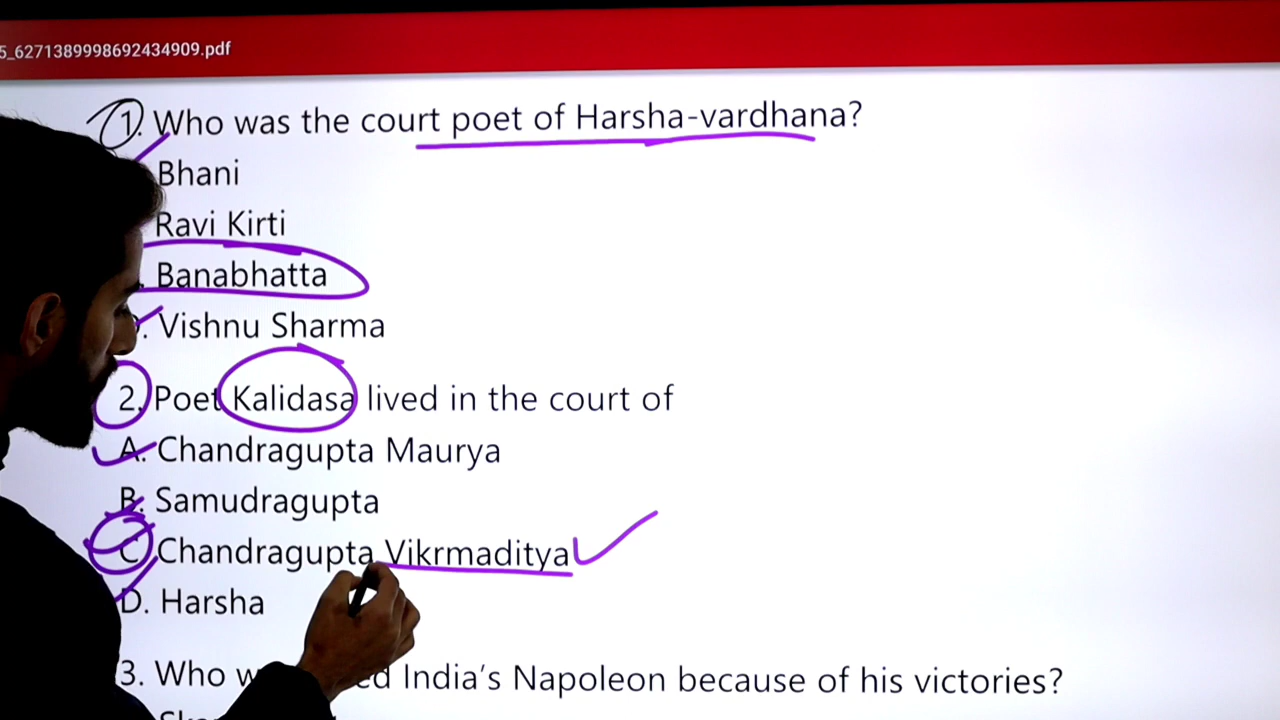 5_6271389998692434909.pdf
1. Who was the court poet of Harsha-vardhana?
Bhani
Ravi Kirti
Banabhatta
Vishnu Sharma
2. Poet Kalidasa lived in the court of
A. Chandragupta Maurya
B. Samudragupta
C Chandragupta Vikrmaditya
D. Harsha
3. Who India's Napoleon because of his victories?